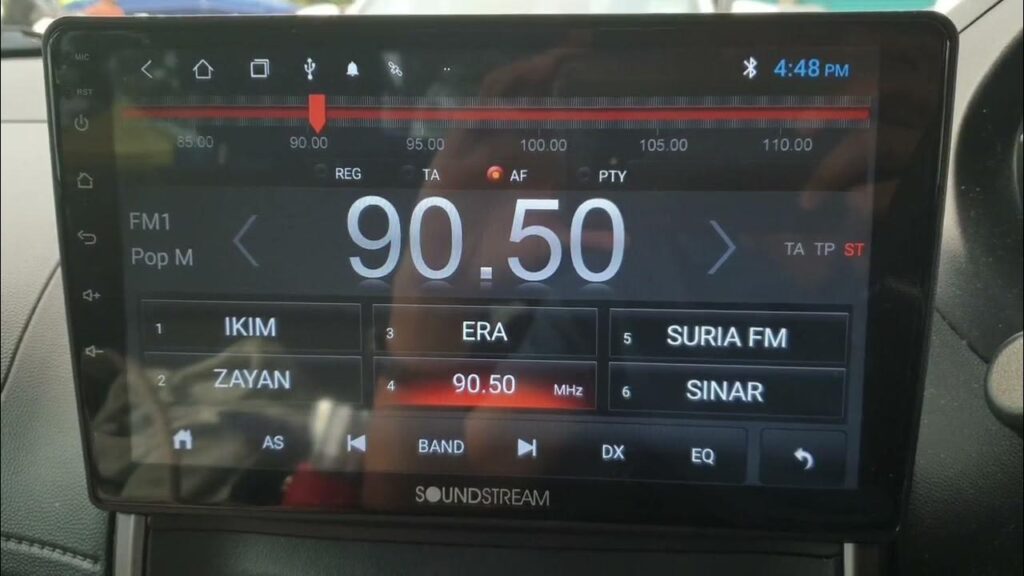 MIC
4:48 PM
RST
85.00 90.00 95.00 100.00 105.00 110.00
REG TA AF PTY
FM1
90.50
Pop M
TA TP ST
1 IKIM
3 ERA
5 SURIA FM
2 ZAYAN
4 90.50 MHz
6 SINAR
AS BAND DX EQ
SOUNDSTREAM